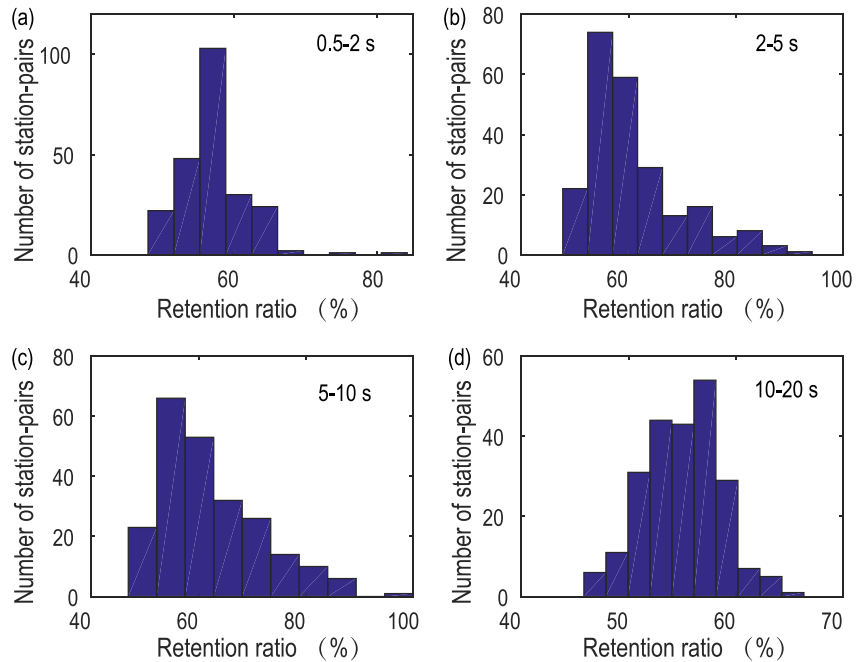 (a)
0.5-2 s
100
50
0
40
60
80
Number of station-pairs
Retention ratio （%）
(b)
2-5 s
80
60
40
20
0
40
60
80
100
Number of station-pairs
Retention ratio （%）
(c)
5-10 s
80
60
40
20
0
40
60
80
100
Number of station-pairs
Retention ratio （%）
(d)
10-20 s
60
40
20
0
40
50
60
70
Number of station-pairs
Retention ratio （%）